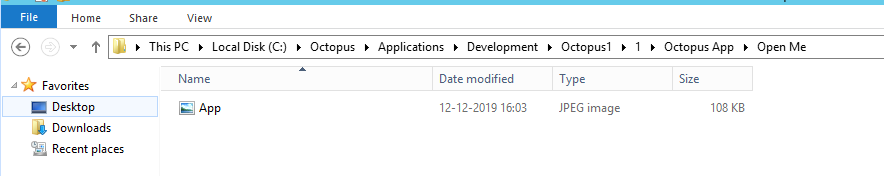 File Home Share View
This PC Local Disk (C:) Octopus Applications Development Octopus1 1 Octopus App Open Me
Favorites
Desktop
Downloads
Recent places
Name Date modified Type Size
App 12-12-2019 16:03 JPEG image 108 KB